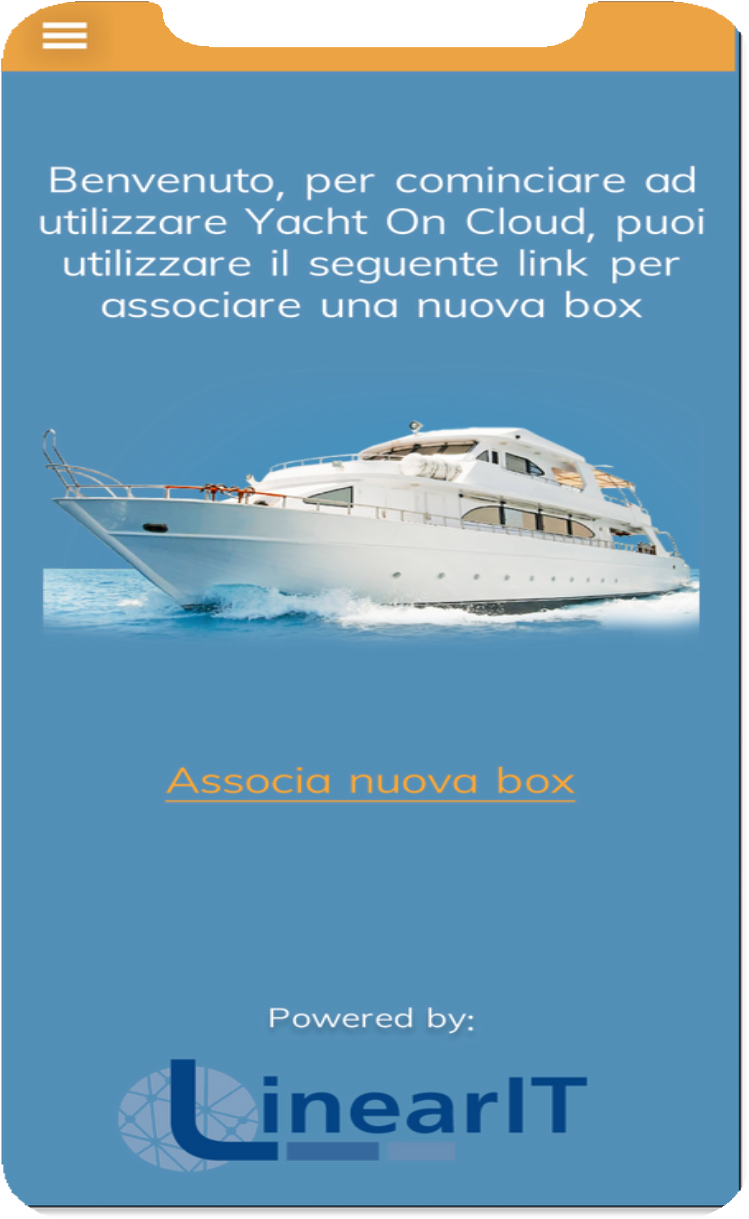 Benvenuto, per cominciare ad
utilizzare Yacht On Cloud, puoi
utilizzare il seguente link per
associare una nuova box
Associa nuova box
Powered by:
LinearIT